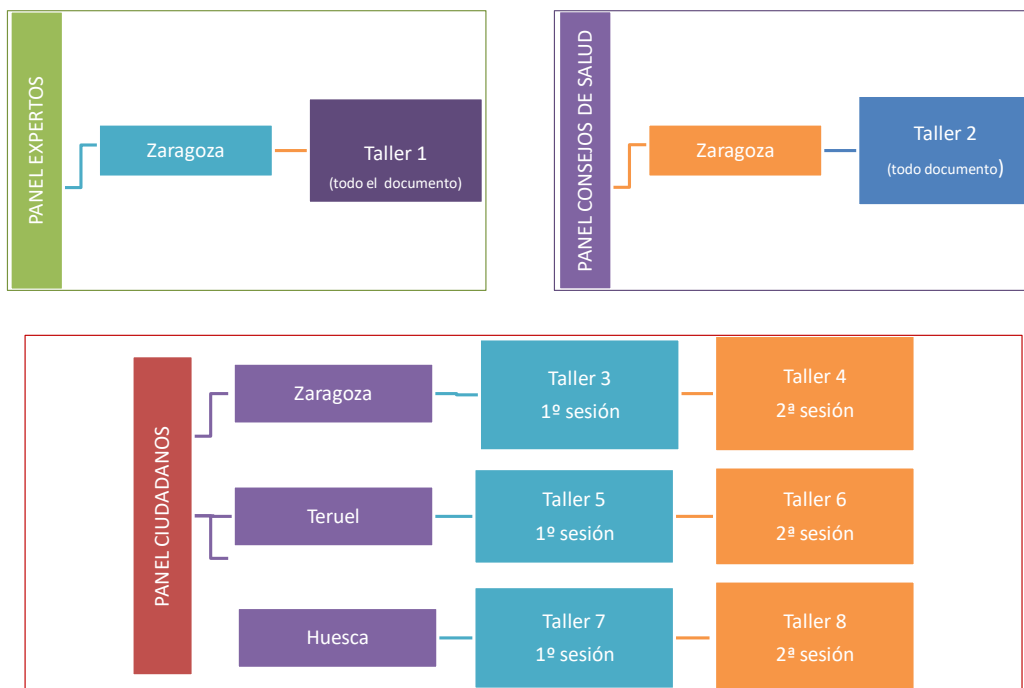 PANEL EXPERTOS
Zaragoza
Taller 1
(todo el documento)
PANEL CONSEJOS DE SALUD
Zaragoza
Taller 2
(todo documento)
PANEL CIUDADANOS
Zaragoza
Taller 3
1º sesión
Taller 4
2ª sesión
Teruel
Taller 5
1º sesión
Taller 6
2ª sesión
Huesca
Taller 7
1º sesión
Taller 8
2ª sesión